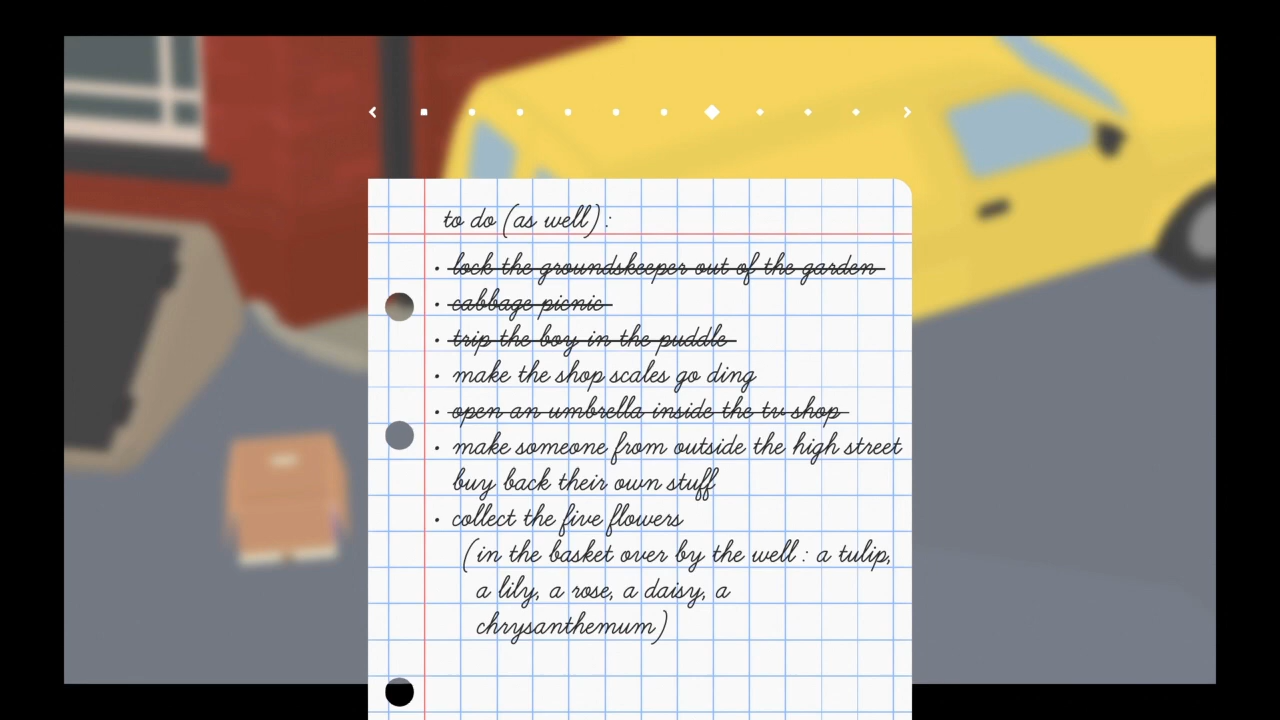 to do (as well):
• lock the groundskeeper out of the garden
• cabbage picnic
• trip the boy in the puddle
• make the shop scales go ding
• open an umbrella inside the tv shop
• make someone from outside the high street
buy back their own stuff
• collect the five flowers
(in the basket over by the well: a tulip,
a lily, a rose, a daisy, a
chrysanthemum)